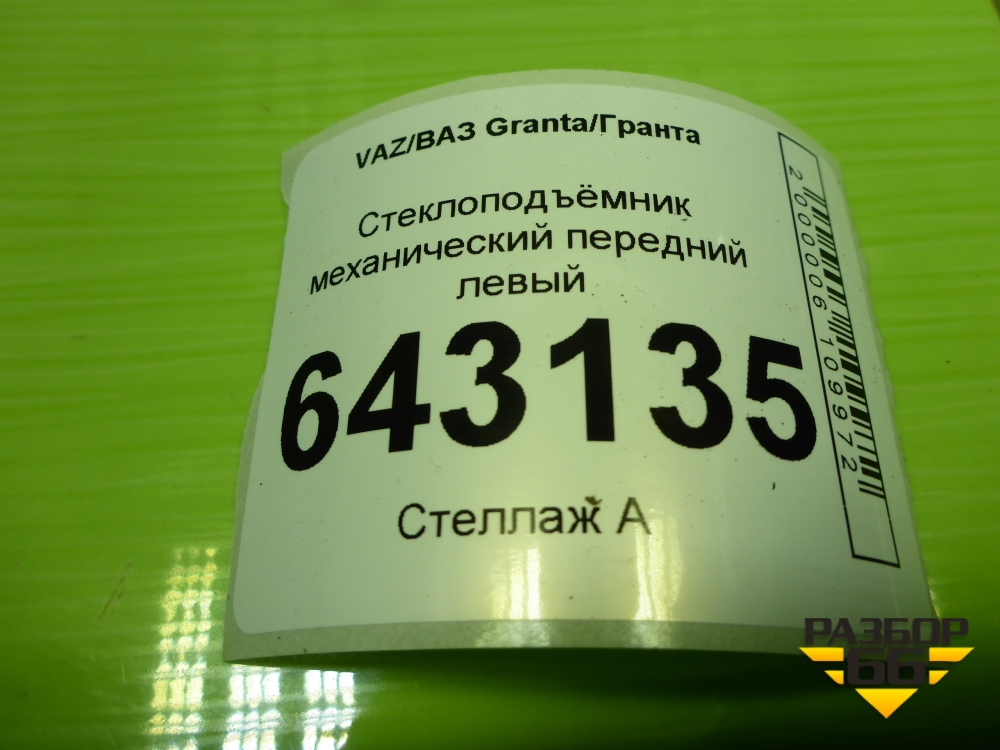 VAZ/ВАЗ Granta/Гранта
Стеклоподъёмник
механический передний
левый
643135
Стеллаж А
2000006109972
РАЗБОР
66